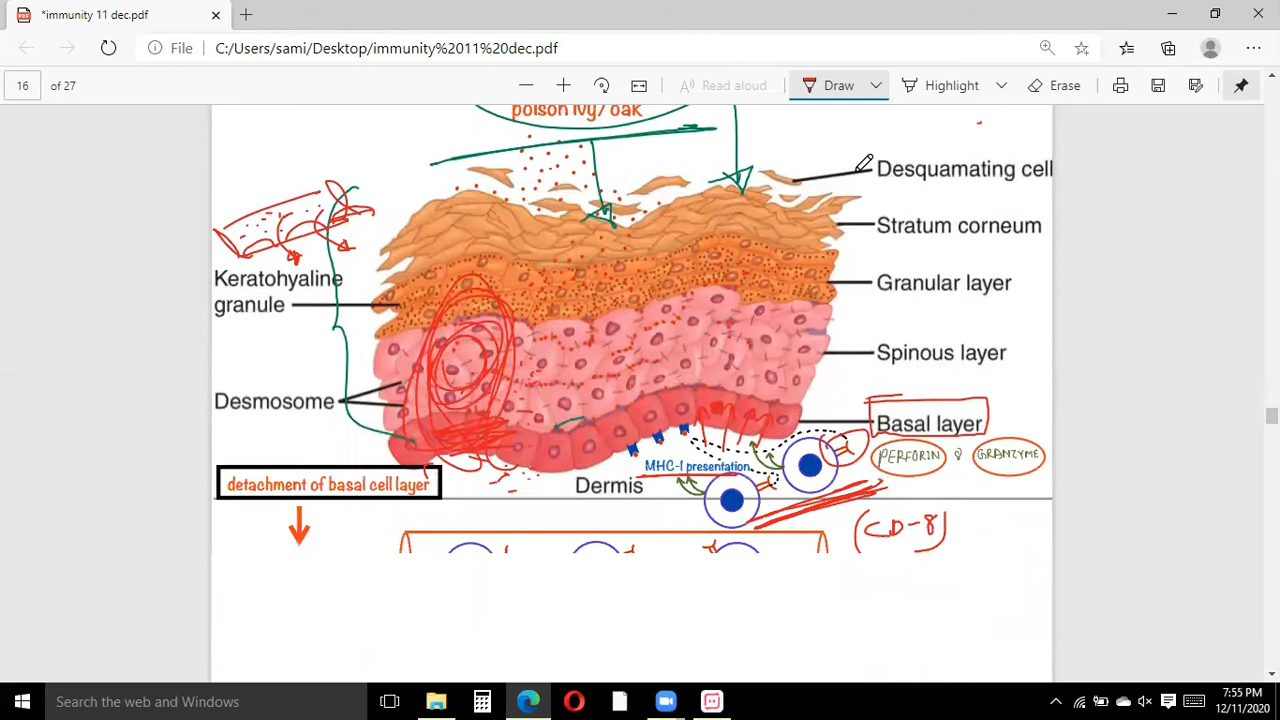 *immunity 11 dec.pdf
File
C:/Users/sami/Desktop/immunity%2011%20dec.pdf
16 of 27
Read aloud
Draw
Highlight
Erase
poison ivy/ oak
Desquamating cell
Stratum corneum
Keratohyaline
granule
Granular layer
Spinous layer
Desmosome
Basal layer
PERFORIN & GRANZYME
MHC-I presentation
detachment of basal cell layer
Dermis
(CD-8)
Search the web and Windows
7:55 PM
12/11/2020